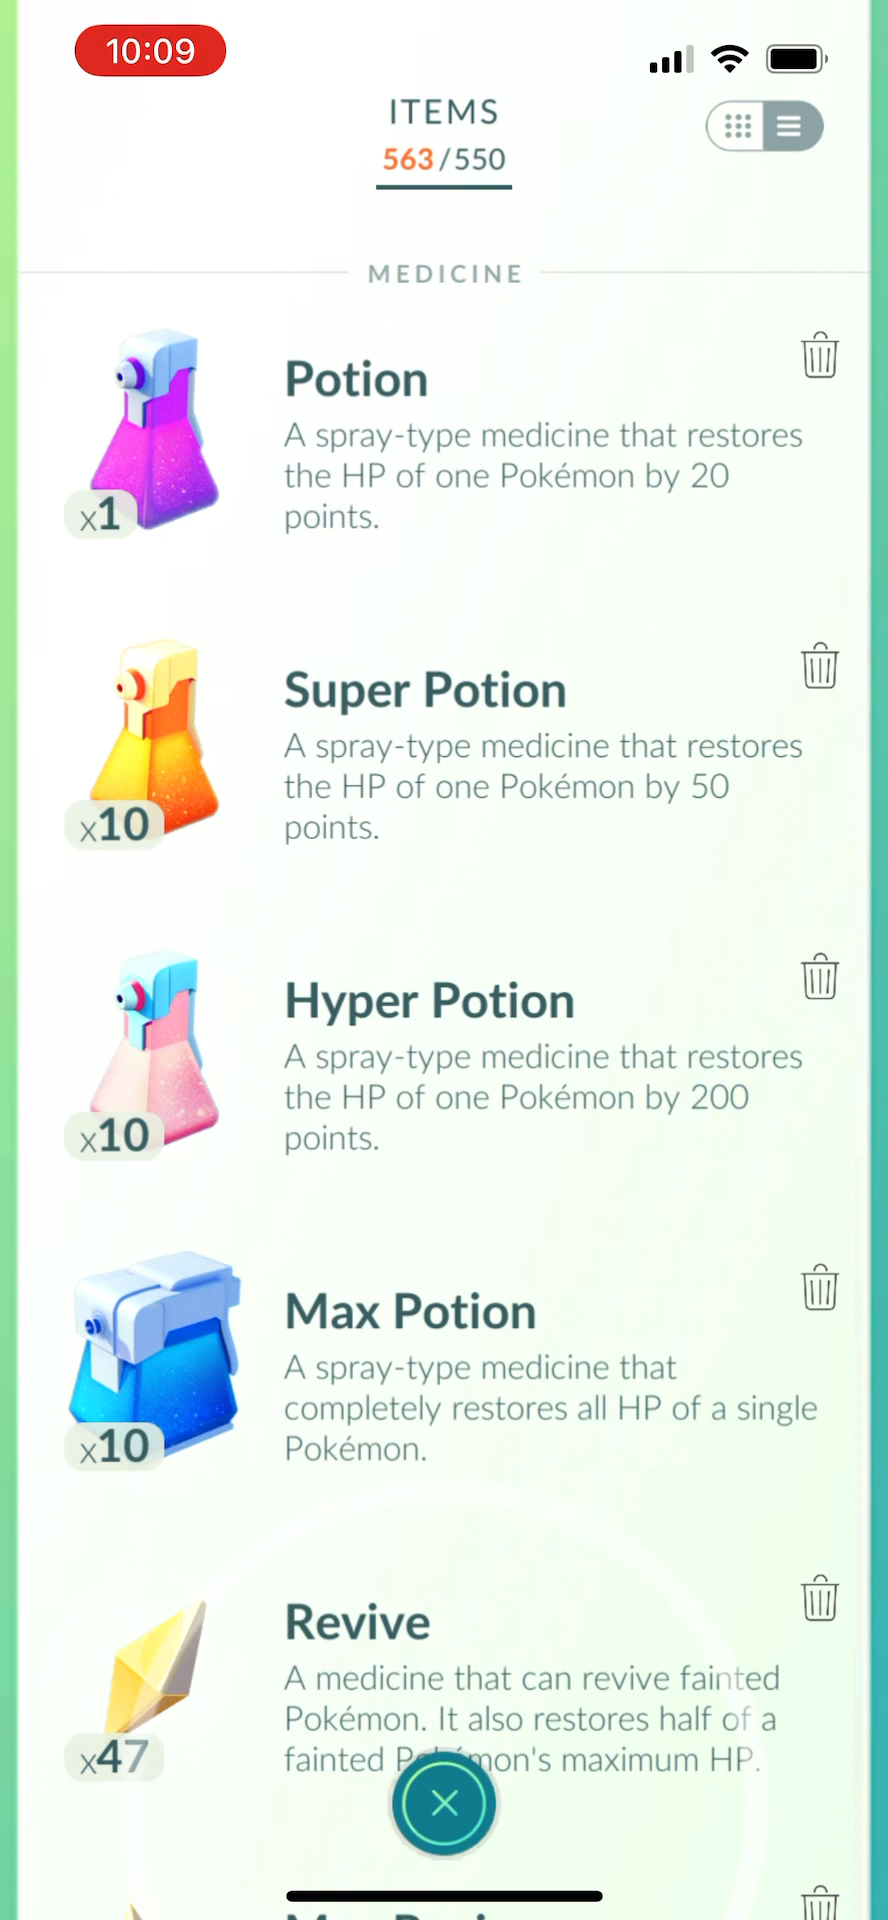 10:09
ITEMS
563/550
MEDICINE
Potion
A spray-type medicine that restores
the HP of one Pokémon by 20
points.
x1
Super Potion
A spray-type medicine that restores
the HP of one Pokémon by 50
points.
x10
Hyper Potion
A spray-type medicine that restores
the HP of one Pokémon by 200
points.
x10
Max Potion
A spray-type medicine that
completely restores all HP of a single
Pokémon.
x10
Revive
A medicine that can revive fainted
Pokémon. It also restores half of a
fainted Pokémon's maximum HP.
x47